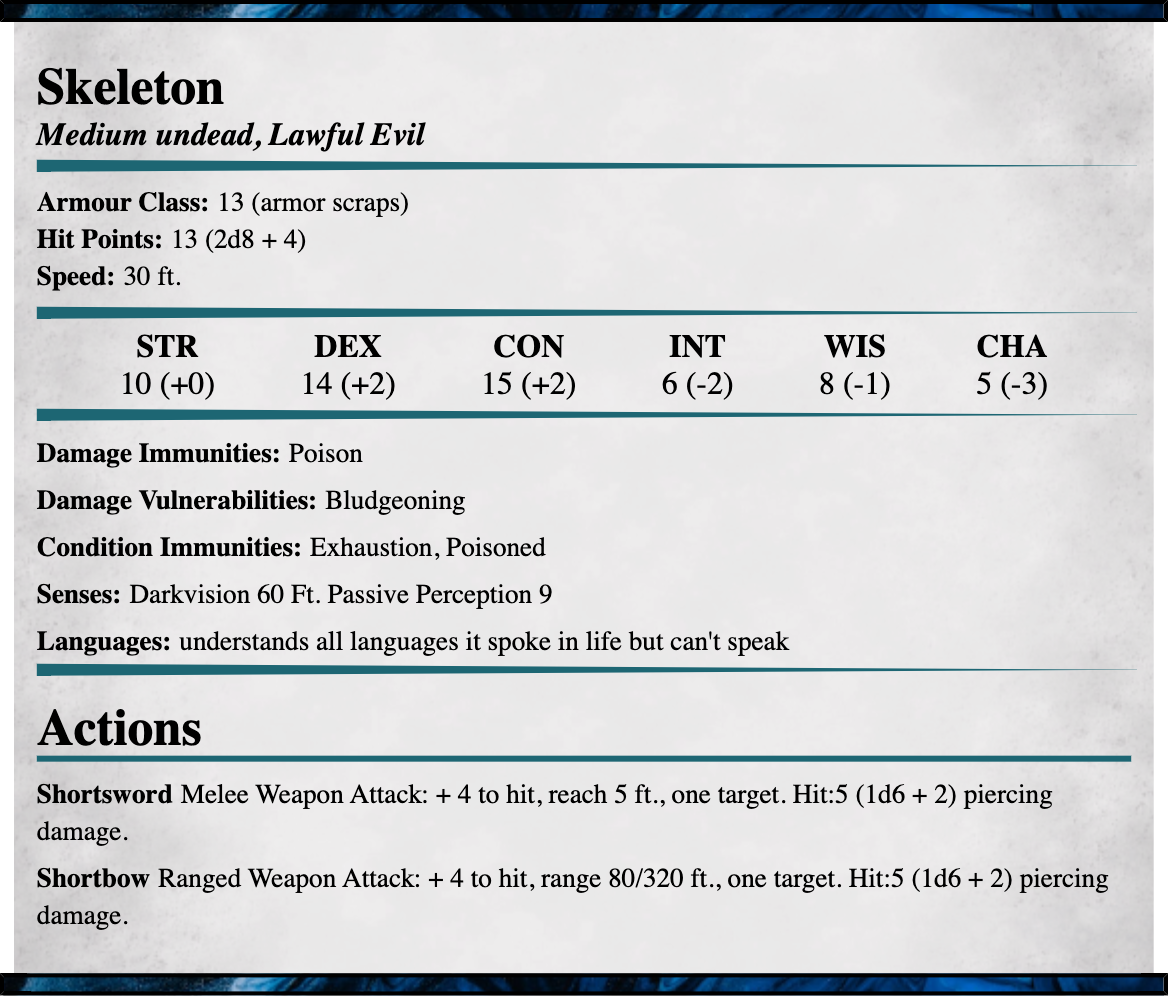 Skeleton
Medium undead, Lawful Evil
Armour Class: 13 (armor scraps)
Hit Points: 13 (2d8 + 4)
Speed: 30 ft.
STR DEX CON INT WIS CHA
10 (+0) 14 (+2) 15 (+2) 6 (-2) 8 (-1) 5 (-3)
Damage Immunities: Poison
Damage Vulnerabilities: Bludgeoning
Condition Immunities: Exhaustion, Poisoned
Senses: Darkvision 60 Ft. Passive Perception 9
Languages: understands all languages it spoke in life but can't speak
Actions
Shortsword Melee Weapon Attack: + 4 to hit, reach 5 ft., one target. Hit:5 (1d6 + 2) piercing
damage.
Shortbow Ranged Weapon Attack: + 4 to hit, range 80/320 ft., one target. Hit:5 (1d6 + 2) piercing
damage.